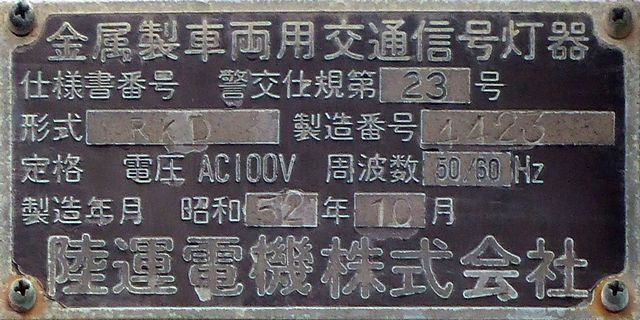 金属製車両用交通信号灯器
仕様書番号 警交仕規第 23 号
形式 RKD 製造番号 1423
定格 電圧 AC100V 周波数 50/60 Hz
製造年月 昭和 52 年 10 月
陸運電機株式会社